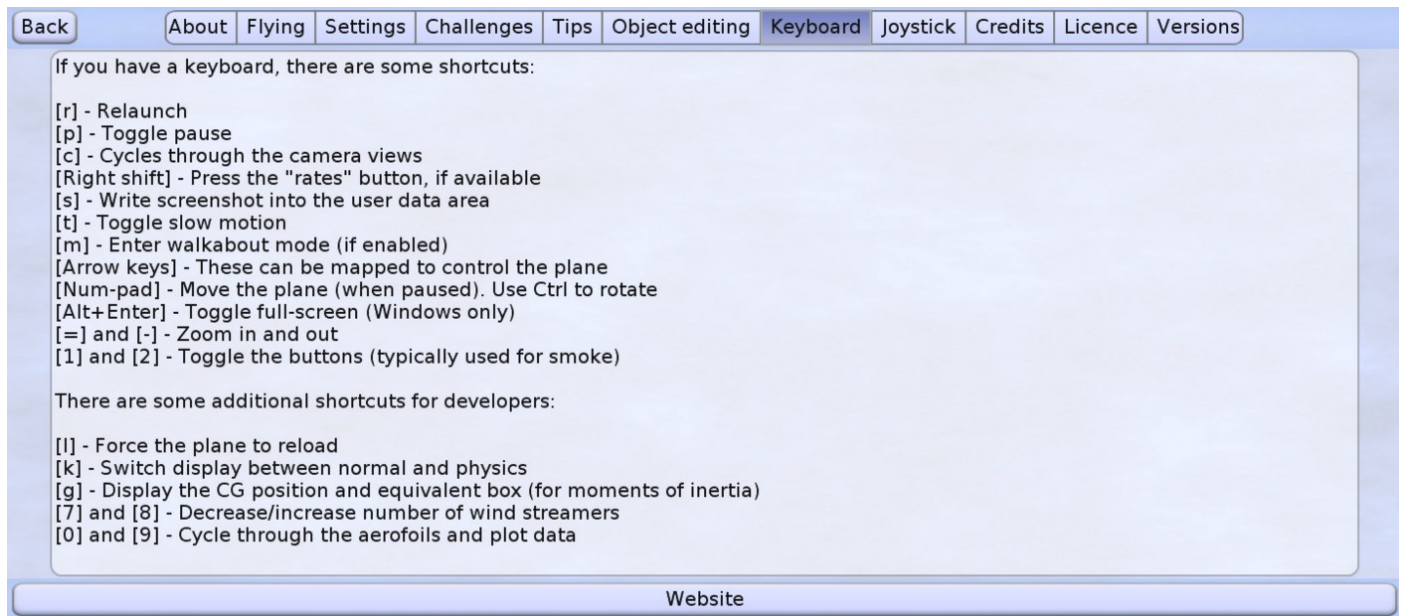 Back About Flying Settings Challenges Tips Object editing Keyboard Joystick Credits Licence Versions
If you have a keyboard, there are some shortcuts:
[r] - Relaunch
[p] - Toggle pause
[c] - Cycles through the camera views
[Right shift] - Press the "rates" button, if available
[s] - Write screenshot into the user data area
[t] - Toggle slow motion
[m] - Enter walkabout mode (if enabled)
[Arrow keys] - These can be mapped to control the plane
[Num-pad] - Move the plane (when paused). Use Ctrl to rotate
[Alt+Enter] - Toggle full-screen (Windows only)
[=] and [-] - Zoom in and out
[1] and [2] - Toggle the buttons (typically used for smoke)
There are some additional shortcuts for developers:
[l] - Force the plane to reload
[k] - Switch display between normal and physics
[g] - Display the CG position and equivalent box (for moments of inertia)
[7] and [8] - Decrease/increase number of wind streamers
[0] and [9] - Cycle through the aerofoils and plot data
Website